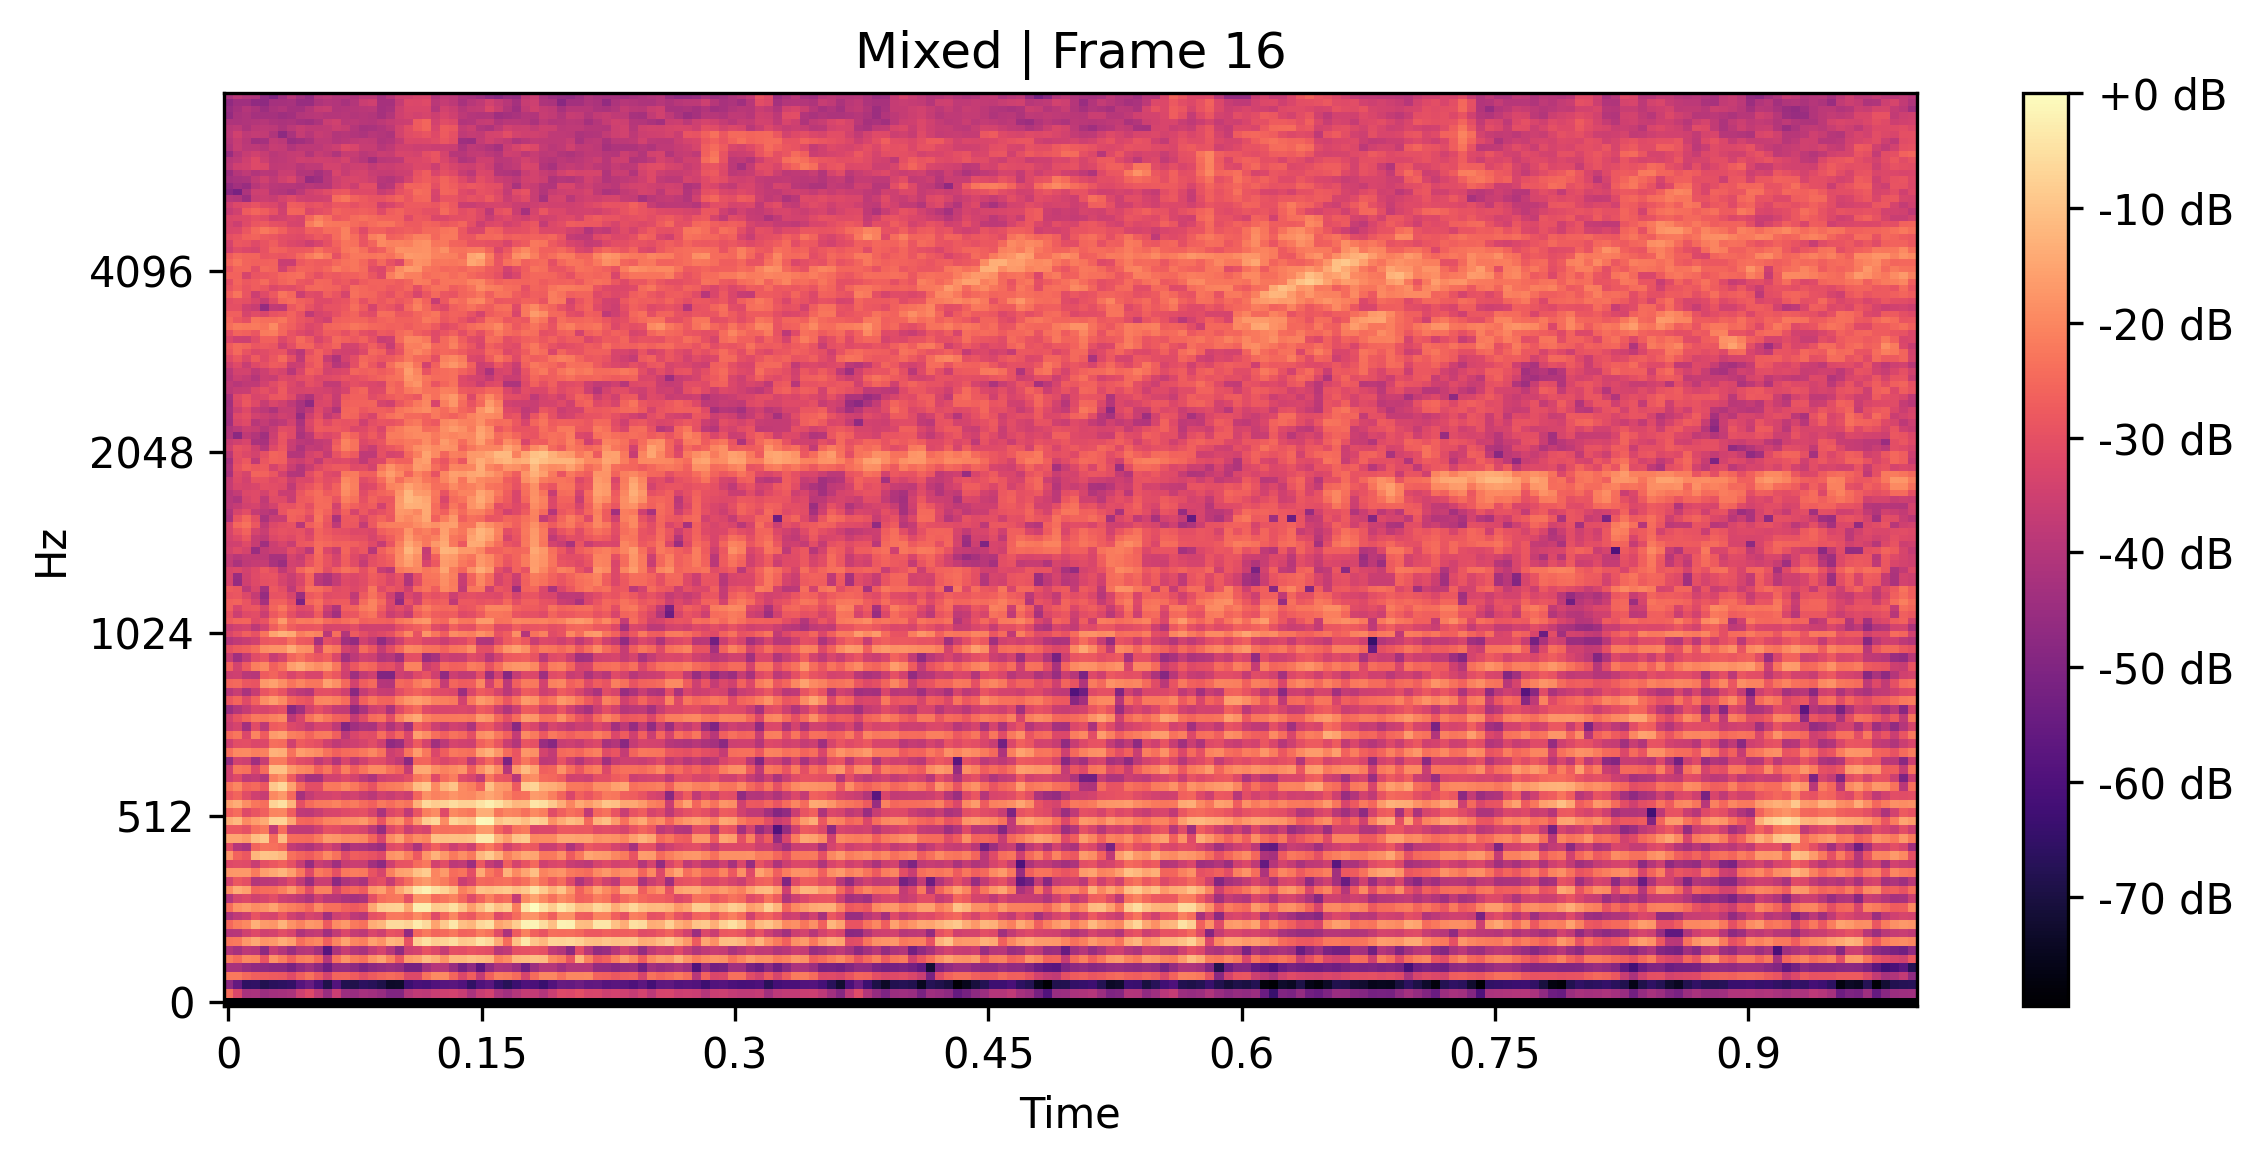 Mixed | Frame 16
+0 dB
-10 dB
-20 dB
-30 dB
-40 dB
-50 dB
-60 dB
-70 dB
4096
2048
1024
512
0
Hz
0 0.15 0.3 0.45 0.6 0.75 0.9
Time